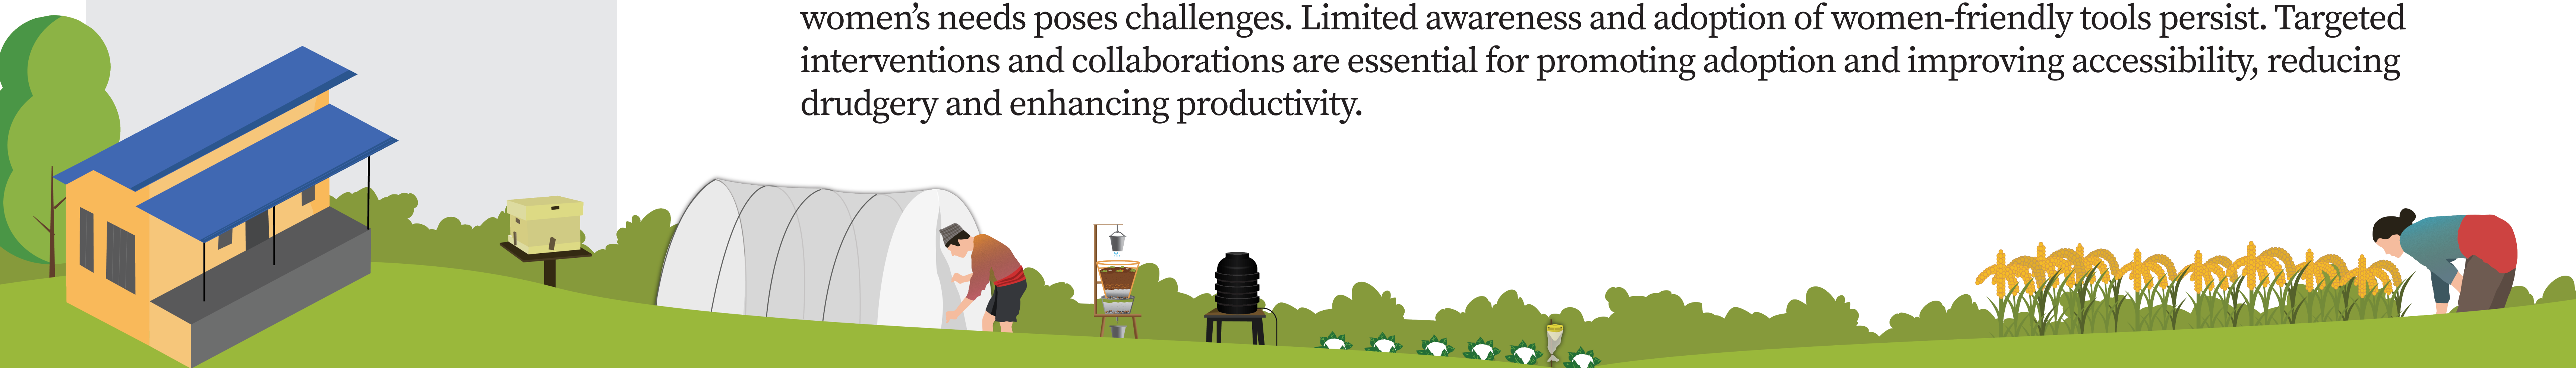 women’s needs poses challenges. Limited awareness and adoption of women-friendly tools persist. Targeted
interventions and collaborations are essential for promoting adoption and improving accessibility, reducing
drudgery and enhancing productivity.